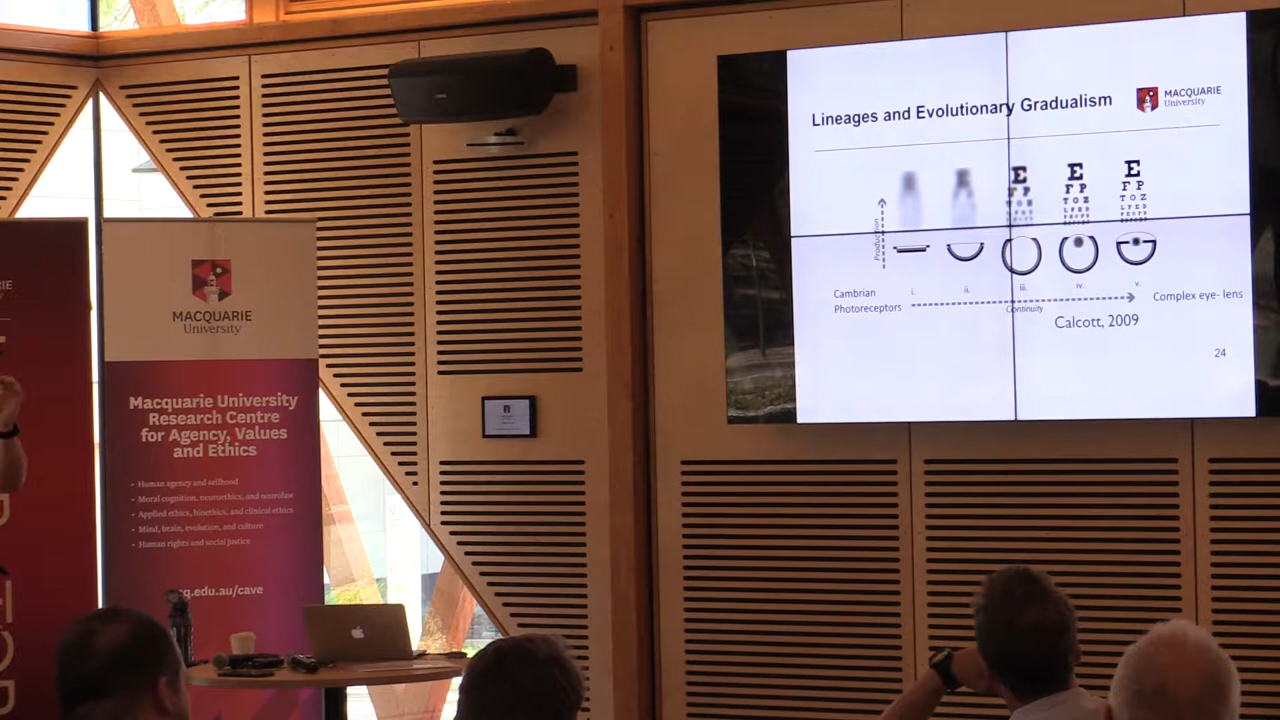 MACQUARIE
University
Macquarie University
Research Centre
for Agency, Values
and Ethics
• Human agency and selfhood
• Moral cognition, neuroethics, and neurolaw
• Applied ethics, bioethics, and clinical ethics
• Mind, brain, evolution, and culture
• Human rights and social justice
q.edu.au/cave
Lineages and Evolutionary Gradualism
MACQUARIE
University
E
F P
T O Z
L P E D
E
F P
T O Z
L P E D
E
F P
T O Z
L P E D
Production
i. ii. iii. iv. v.
Cambrian
Photoreceptors
Continuity
Complex eye- lens
Calcott, 2009
24